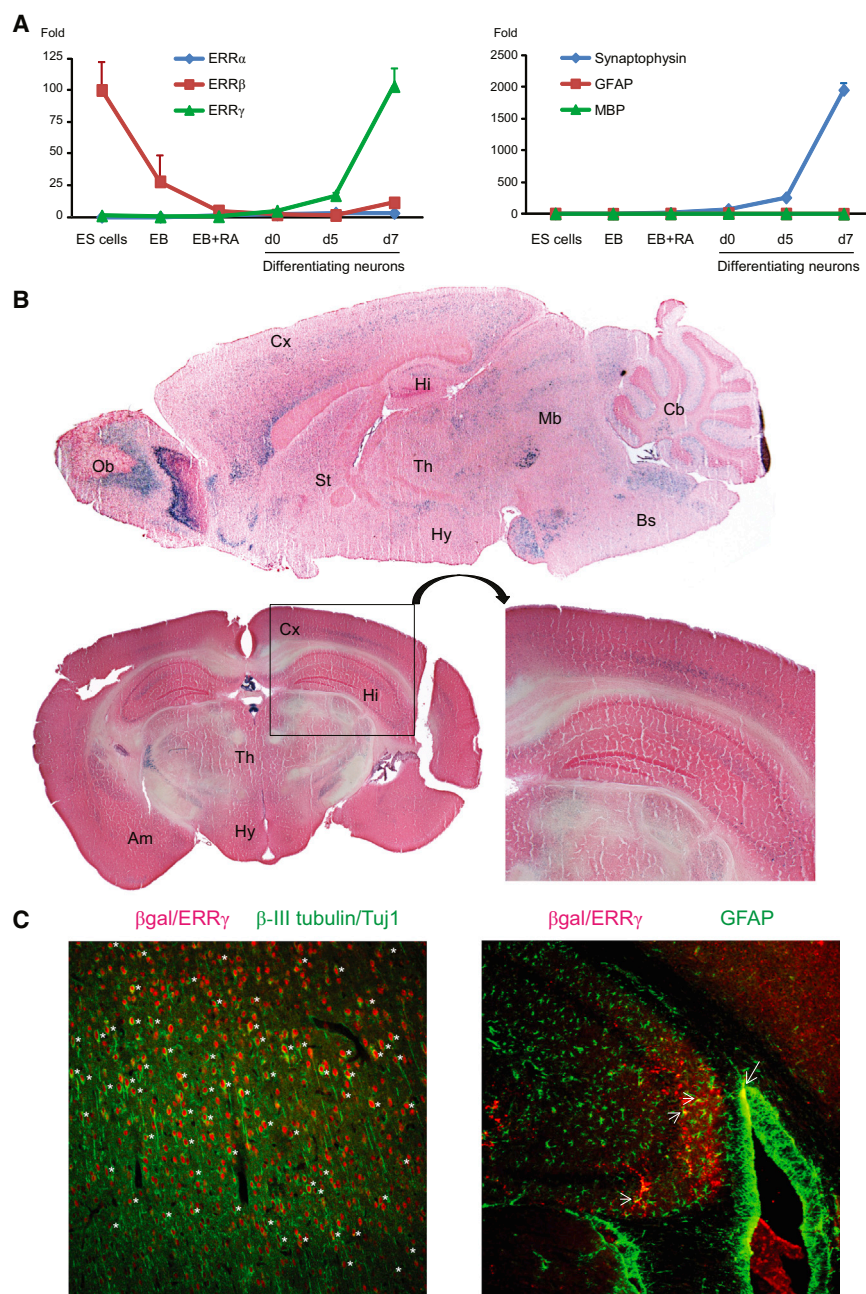 A
Fold
125
100
75
50
25
0
ERRα
ERRβ
ERRγ
ES cells EB EB+RA d0 d5 d7
Differentiating neurons
Fold
2500
2000
1500
1000
500
0
Synaptophysin
GFAP
MBP
ES cells EB EB+RA d0 d5 d7
Differentiating neurons
B
Cx
Hi
Mb
Cb
Ob
St
Th
Hy
Bs
Cx
Hi
Th
Am
Hy
C
βgal/ERRγ β-III tubulin/Tuj1
βgal/ERRγ GFAP